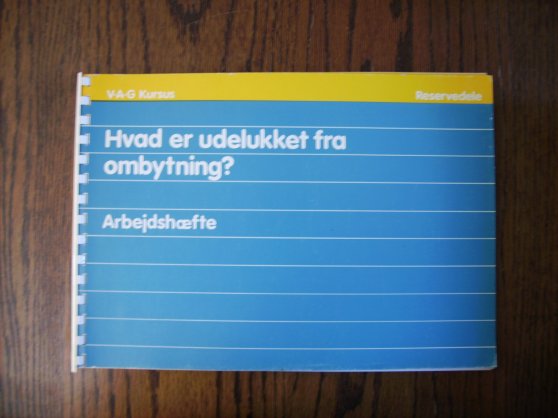 V·A·G Kursus
Reservedele
Hvad er udelukket fra
ombytning?
Arbejdshæfte